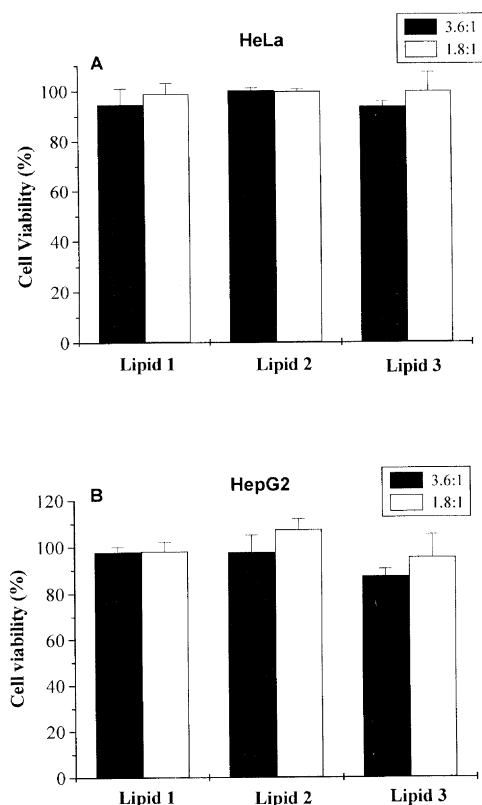 3.6:1
1.8:1
HeLa
A
100
80
60
40
20
0
Cell Viability (%)
Lipid 1 Lipid 2 Lipid 3
3.6:1
1.8:1
HepG2
B
120
100
80
60
40
20
0
Cell viability (%)
Lipid 1 Lipid 2 Lipid 3